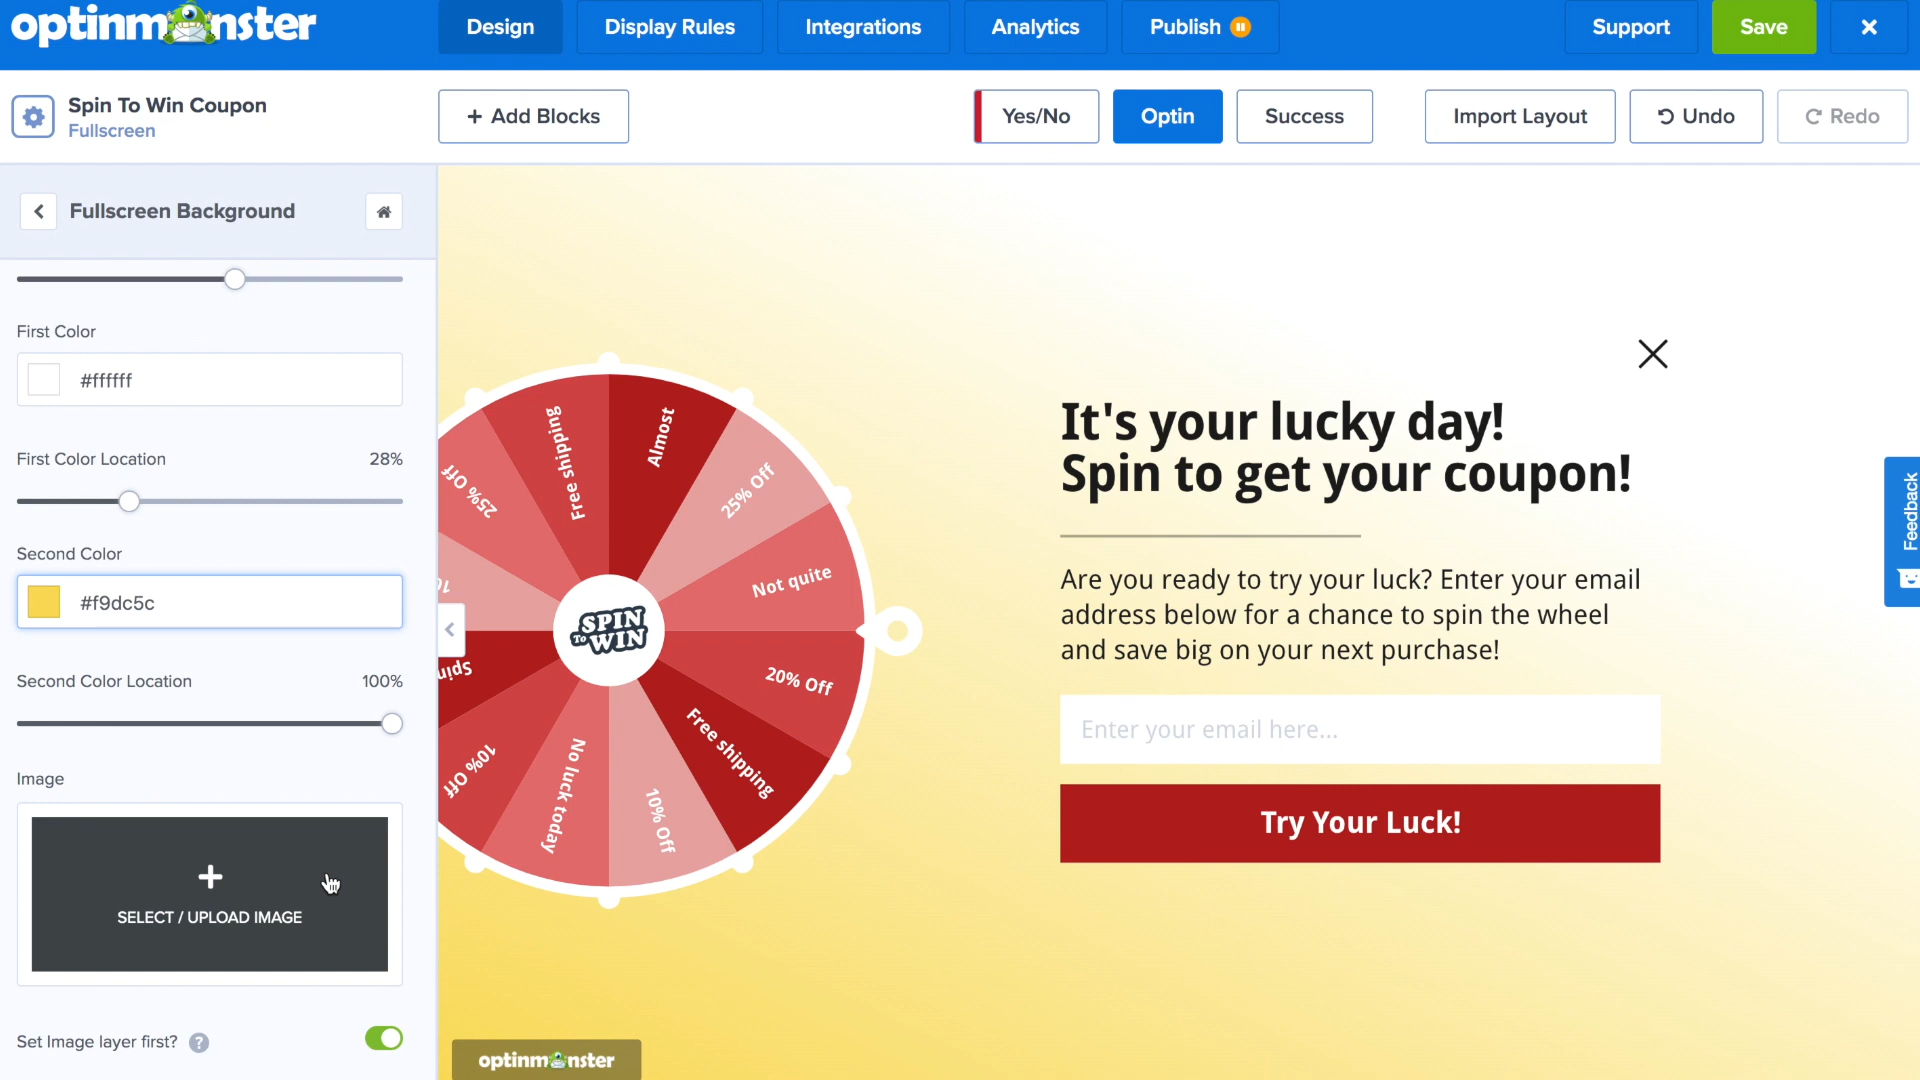 optinmonster
Design
Display Rules
Integrations
Analytics
Publish
Support
Save
Spin To Win Coupon
Fullscreen
+ Add Blocks
Yes/No
Optin
Success
Import Layout
Undo
Redo
Fullscreen Background
First Color
#ffffff
First Color Location
28%
Second Color
#f9dc5c
Second Color Location
100%
Image
SELECT / UPLOAD IMAGE
Set Image layer first?
?
Free shipping
Almost
25% Off
Not quite
20% Off
Free shipping
10% Off
No luck today
10% Off
Spin
10
25% Off
SPIN
TO WIN
It's your lucky day!
Spin to get your coupon!
Are you ready to try your luck? Enter your email
address below for a chance to spin the wheel
and save big on your next purchase!
Enter your email here...
Try Your Luck!
Feedback
optinmonster